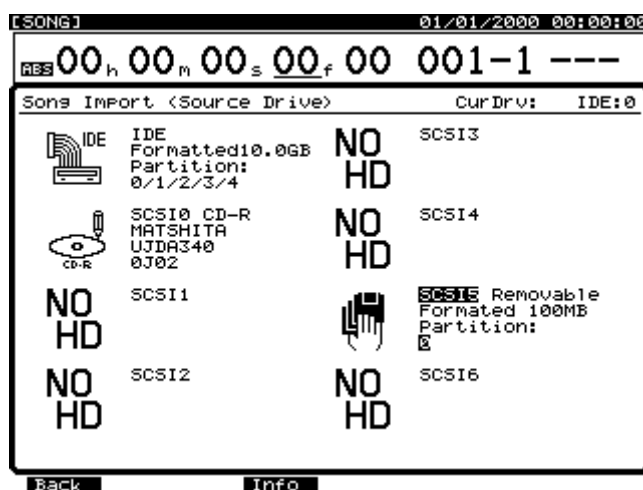 [SONG] 01/01/2000 00:00:00
ABS 00h 00m 00s 00f 00 001-1 ---
Song Import (Source Drive) CurDrv: IDE:0
IDE
IDE
Formatted10.0GB
Partition:
0/1/2/3/4
CD-R
SCSI0 CD-R
MATSHITA
UJDA340
0J02
NO HD
SCSI1
NO HD
SCSI2
NO HD
SCSI3
NO HD
SCSI4
SCSI5 Removable
Formated 100MB
Partition:
0
NO HD
SCSI6
Back Info